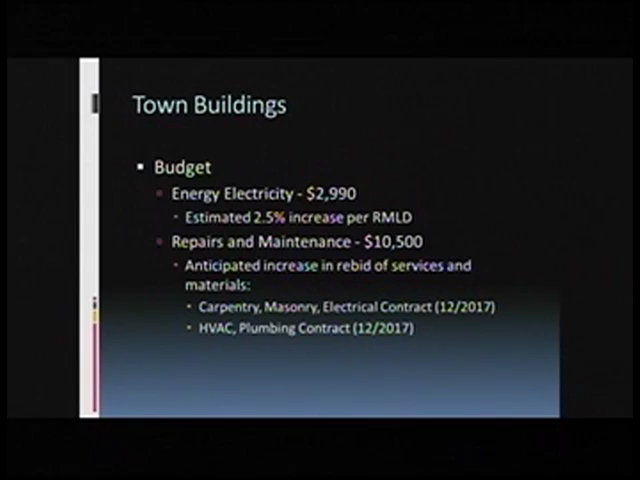 Town Buildings
Budget
Energy Electricity - $2,990
Estimated 2.5% increase per RMLD
Repairs and Maintenance - $10,500
Anticipated increase in rebid of services and
materials:
Carpentry, Masonry, Electrical Contract (12/2017)
HVAC, Plumbing Contract (12/2017)